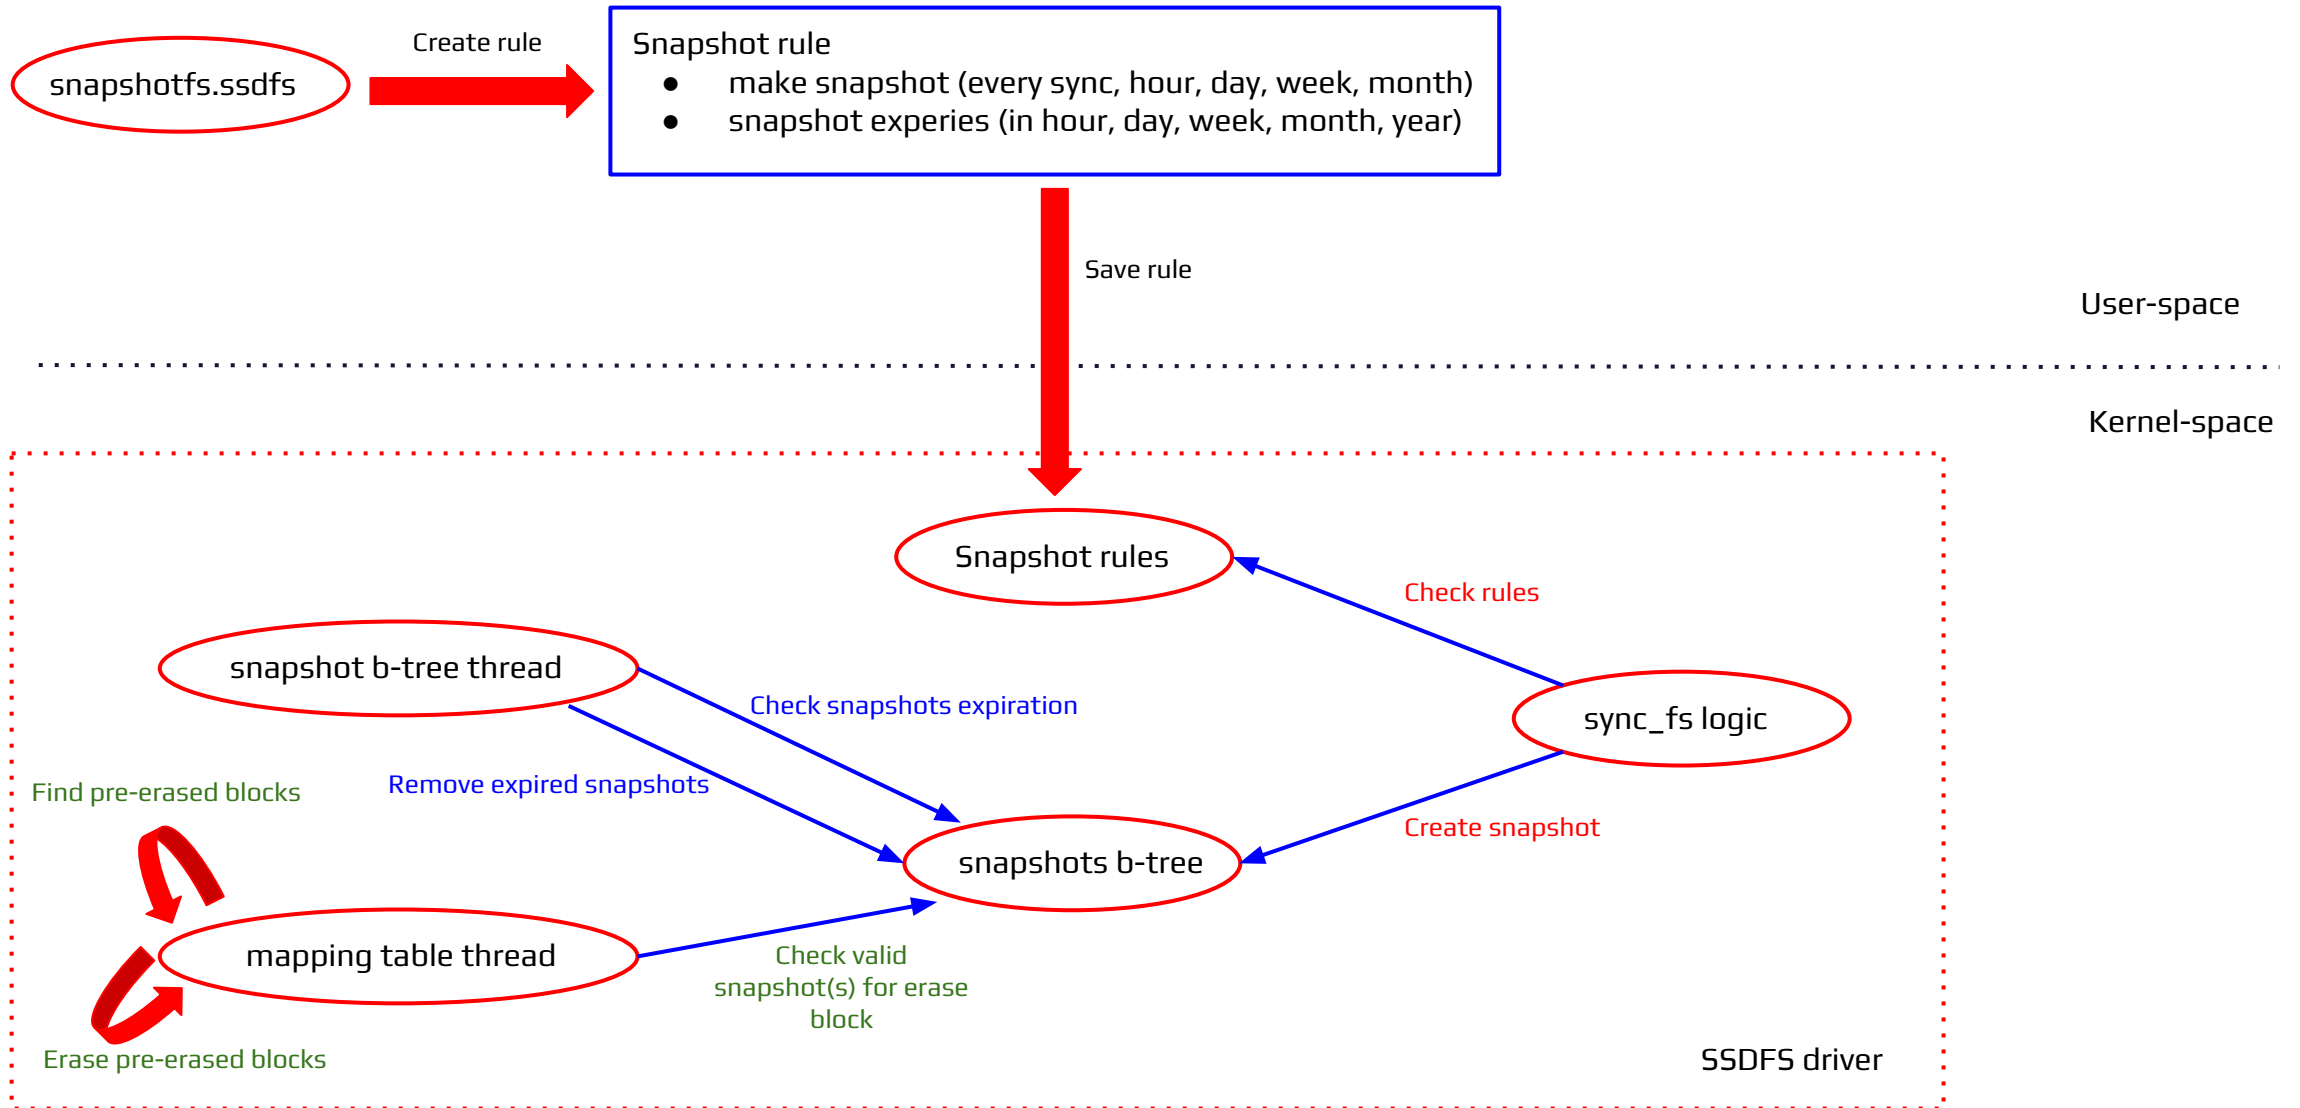 Create rule
snapshotfs.ssdfs
Snapshot rule
● make snapshot (every sync, hour, day, week, month)
● snapshot experies (in hour, day, week, month, year)
Save rule
User-space
Kernel-space
Snapshot rules
Check rules
snapshot b-tree thread
Check snapshots expiration
sync_fs logic
Remove expired snapshots
Find pre-erased blocks
Create snapshot
snapshots b-tree
mapping table thread
Check valid
snapshot(s) for erase
block
Erase pre-erased blocks
SSDFS driver